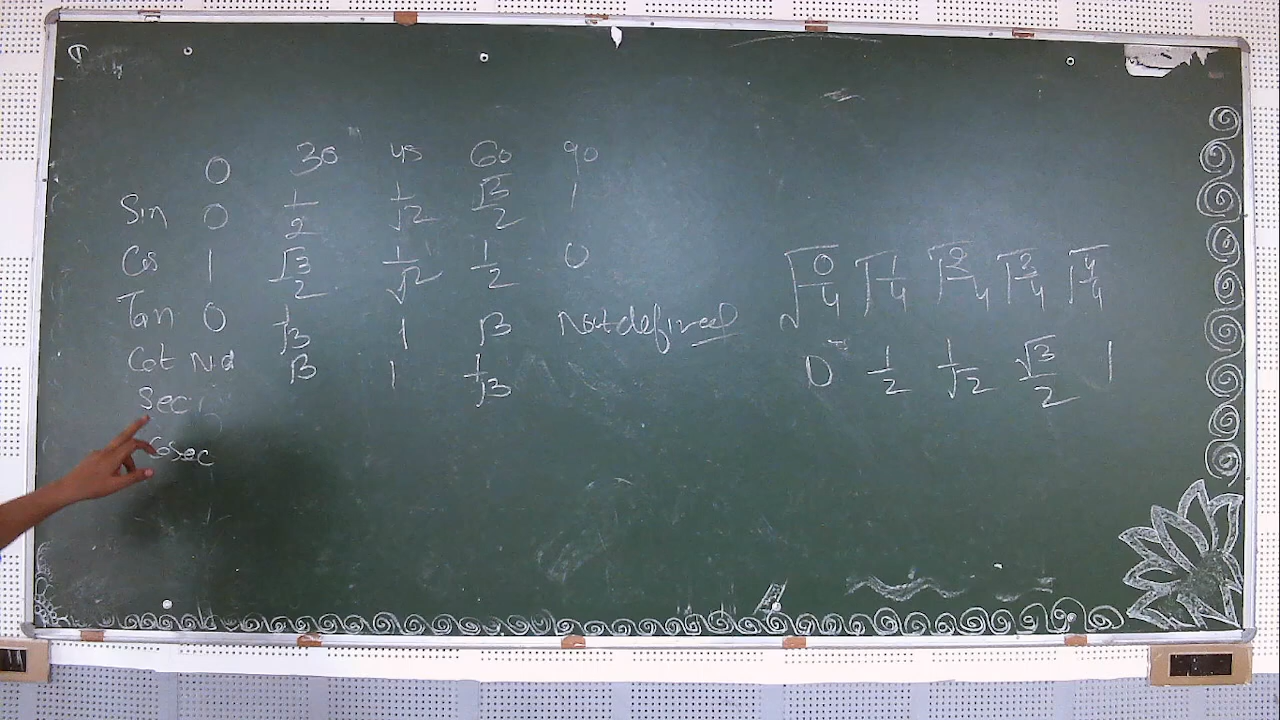 0 30 45 60 90
Sin 0 1/2 1/√2 √3/2 1
Cos 1 √3/2 1/√2 1/2 0
Tan 0 1/√3 1 √3 Not defined
Cot Nd √3 1 1/√3
Sec
Cosec
√0/4 √1/4 √2/4 √3/4 √4/4
0 1/2 1/√2 √3/2 1